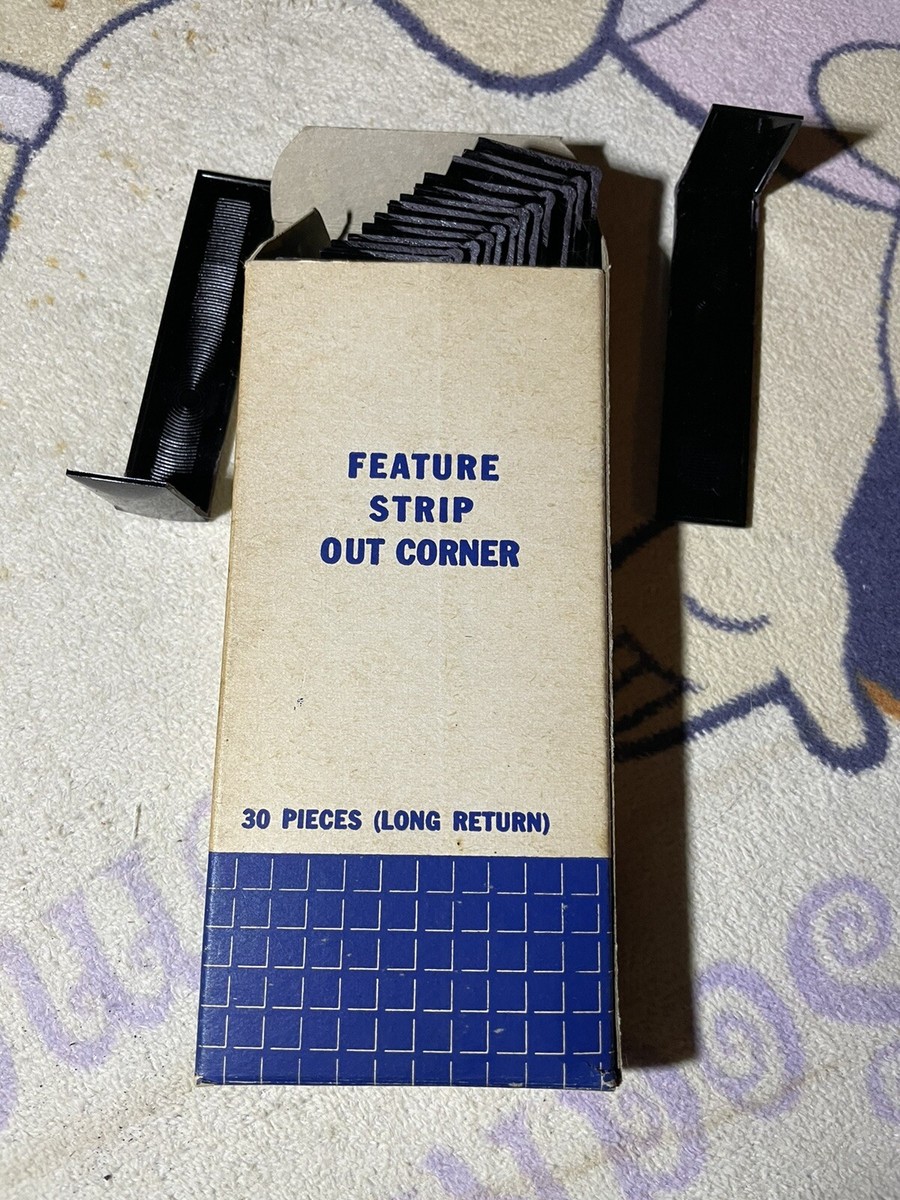 FEATURE
STRIP
OUT CORNER
30 PIECES (LONG RETURN)